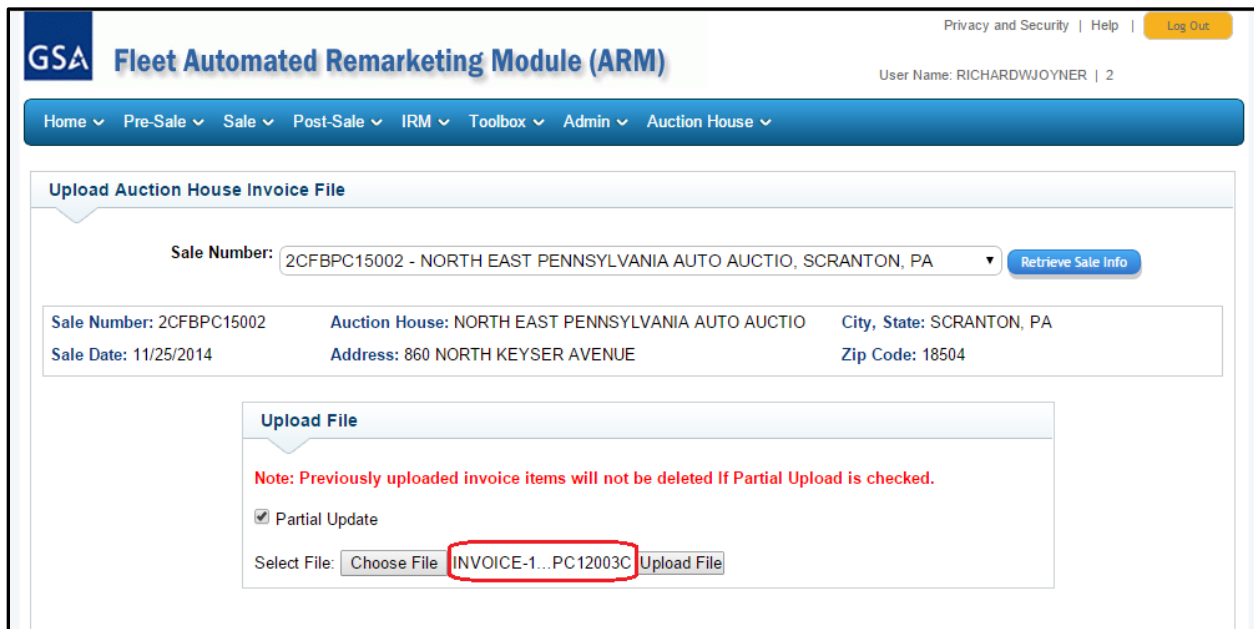 Privacy and Security | Help | Log Out
GSA Fleet Automated Remarketing Module (ARM)
User Name: RICHARDWJOYNER | 2
Home Pre-Sale Sale Post-Sale IRM Toolbox Admin Auction House
Upload Auction House Invoice File
Sale Number: 2CFBPC15002 - NORTH EAST PENNSYLVANIA AUTO AUCTIO, SCRANTON, PA Retrieve Sale Info
Sale Number: 2CFBPC15002 Auction House: NORTH EAST PENNSYLVANIA AUTO AUCTIO City, State: SCRANTON, PA
Sale Date: 11/25/2014 Address: 860 NORTH KEYSER AVENUE Zip Code: 18504
Upload File
Note: Previously uploaded invoice items will not be deleted If Partial Upload is checked.
Partial Update
Select File: Choose File INVOICE-1...PC12003C Upload File